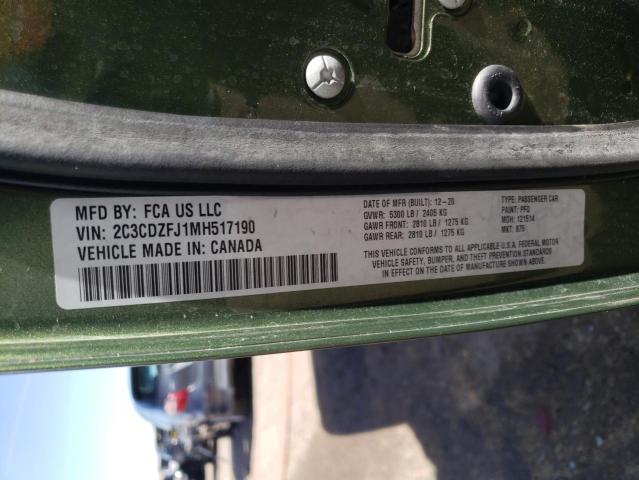 MFD BY: FCA US LLC
VIN: 2C3CDZFJ1MH517190
VEHICLE MADE IN: CANADA
DATE OF MFR (BUILT): 12-20
GVWR: 5300 LB / 2405 KG
GAWR FRONT: 2810 LB / 1275 KG
GAWR REAR: 2810 LB / 1275 KG
TYPE: PASSENGER CAR
PAINT: PFQ
MDH: 121514
MKT: 875
THIS VEHICLE CONFORMS TO ALL APPLICABLE U.S.A. FEDERAL MOTOR
VEHICLE SAFETY, BUMPER, AND THEFT PREVENTION STANDARDS
IN EFFECT ON THE DATE OF MANUFACTURE SHOWN ABOVE.